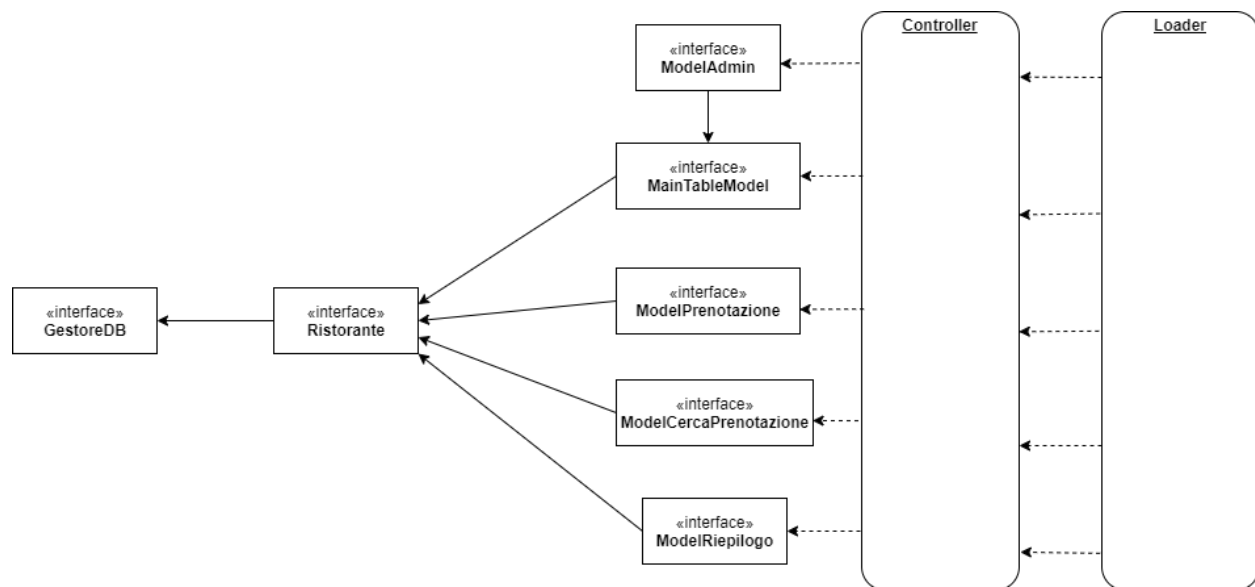 Controller
Loader
«interface»
ModelAdmin
«interface»
MainTableModel
«interface»
GestoreDB
«interface»
Ristorante
«interface»
ModelPrenotazione
«interface»
ModelCercaPrenotazione
«interface»
ModelRiepilogo